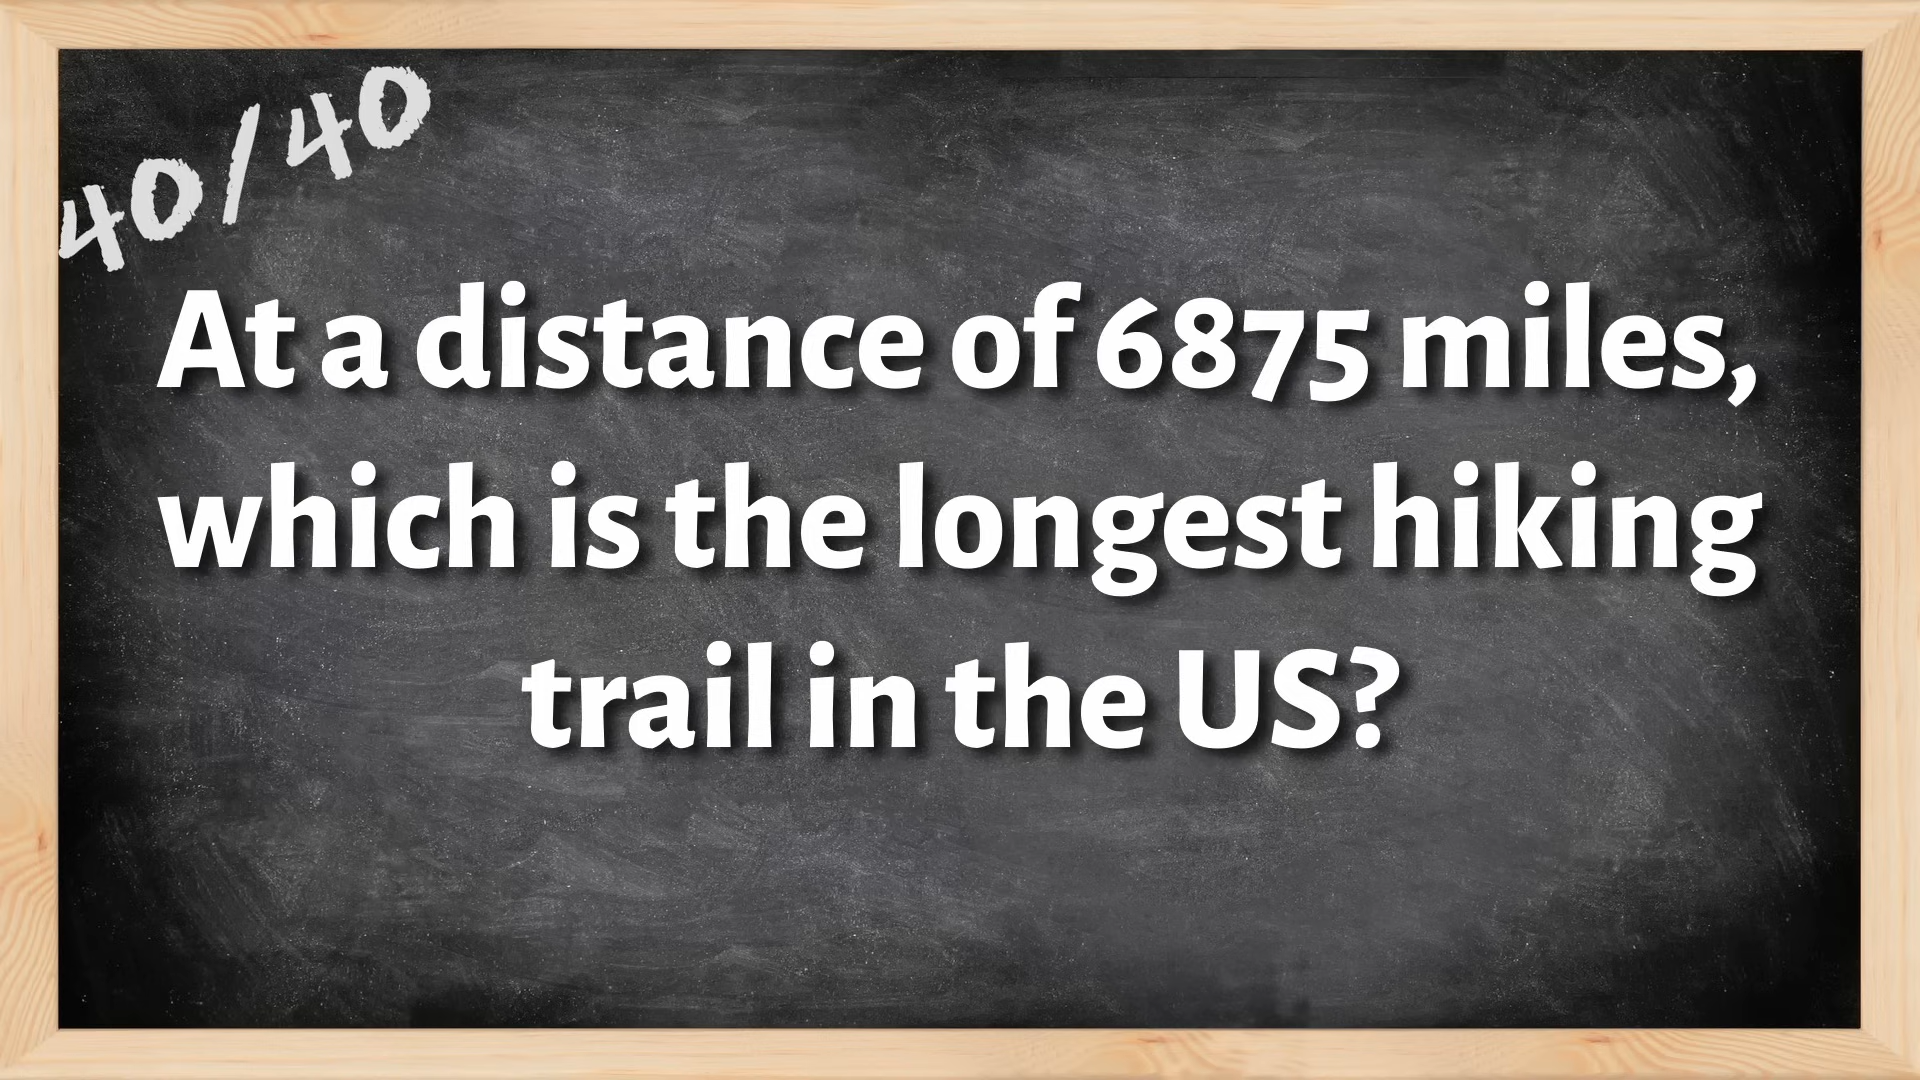 40/40
At a distance of 6875 miles,
which is the longest hiking
trail in the US?